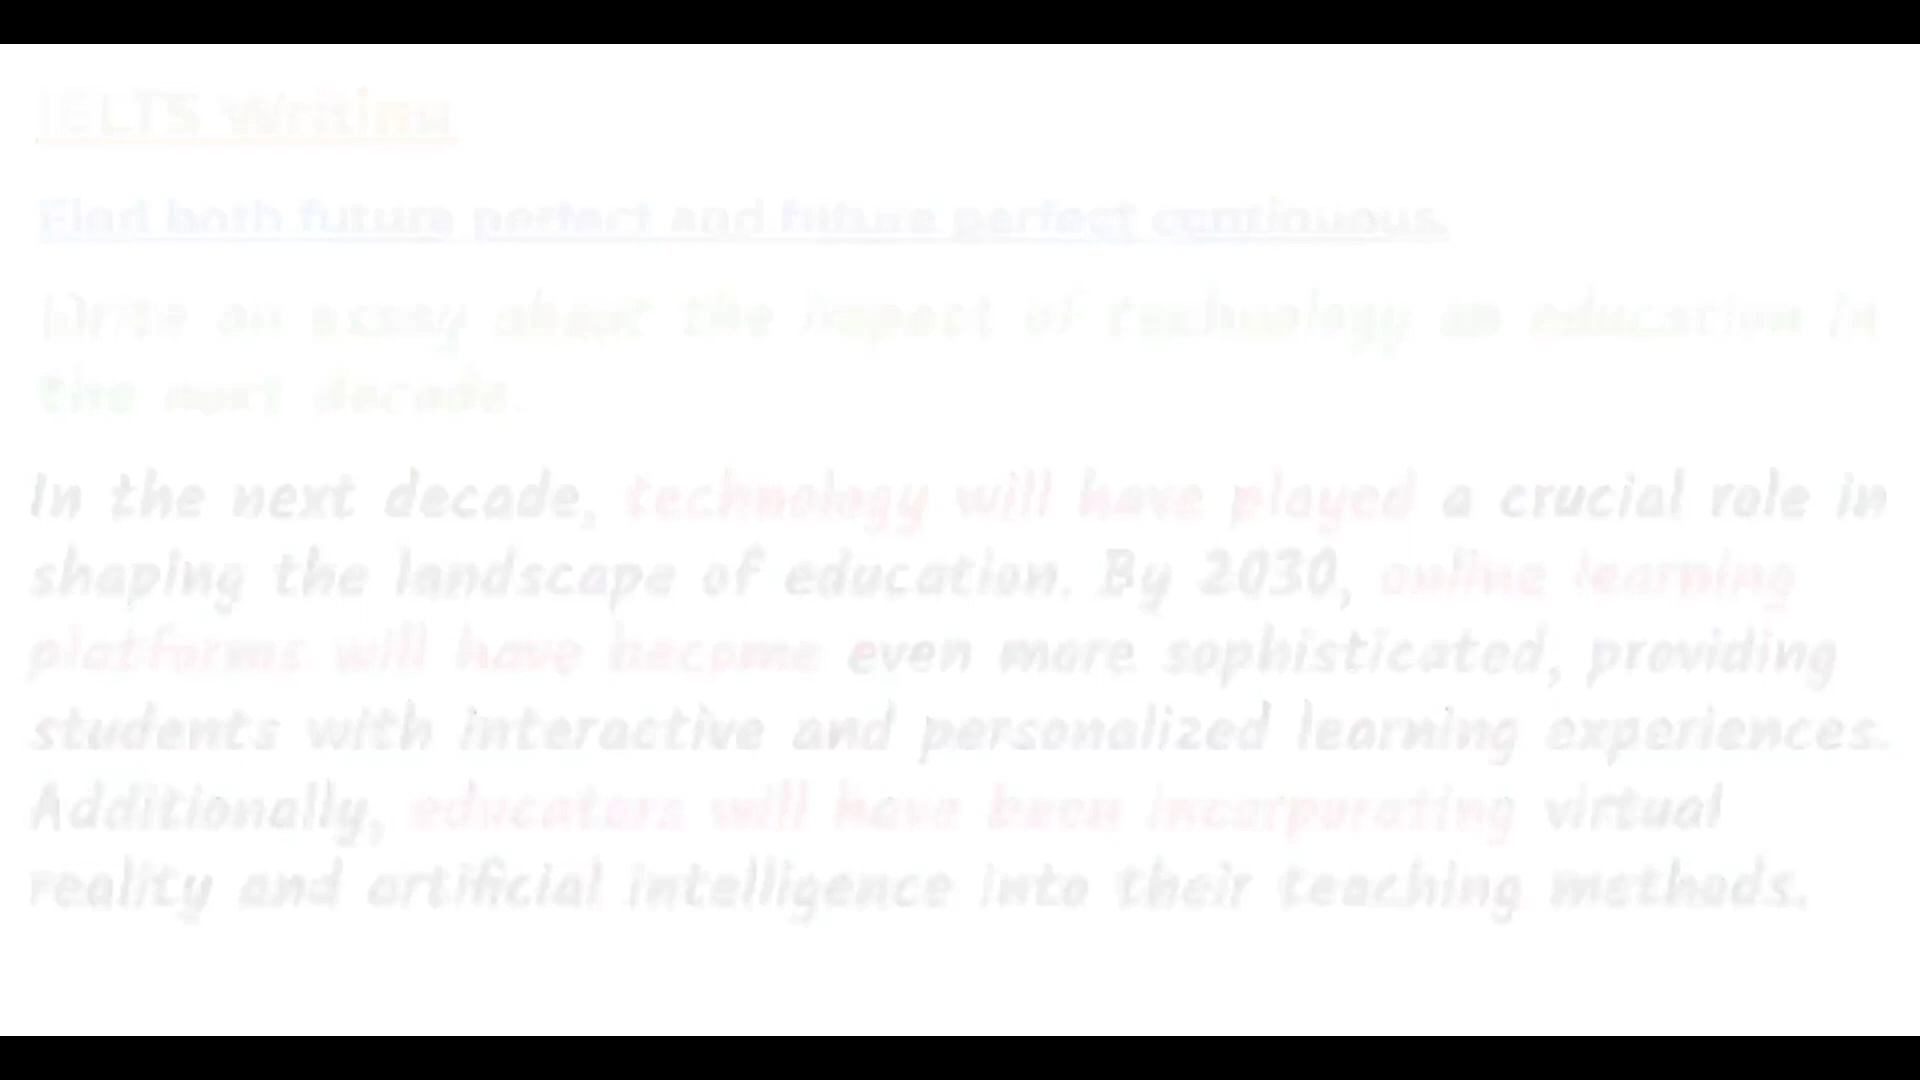 IELTS Writing
Find both future perfect and future perfect continuous.
Write an essay about the impact of technology on education in
the next decade.
In the next decade, technology will have played a crucial role in
shaping the landscape of education. By 2030, online learning
platforms will have become even more sophisticated, providing
students with interactive and personalized learning experiences.
Additionally, educators will have been incorporating virtual
reality and artificial intelligence into their teaching methods.